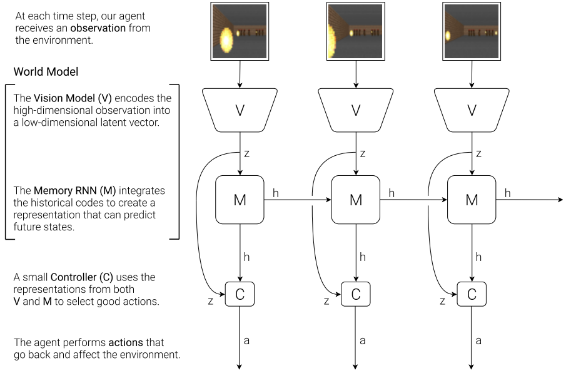 At each time step, our agent
receives an observation from
the environment.
World Model
The Vision Model (V) encodes the
high-dimensional observation into
a low-dimensional latent vector.
V
V
V
z
z
z
The Memory RNN (M) integrates
the historical codes to create a
representation that can predict
future states.
M
h
M
h
M
h
h
h
h
A small Controller (C) uses the
representations from both
V and M to select good actions.
z
C
z
C
z
C
The agent performs actions that
go back and affect the environment.
a
a
a